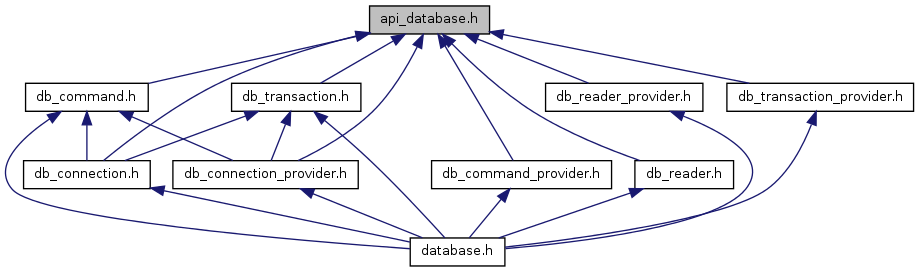 api_database.h
db_command.h
db_transaction.h
db_reader_provider.h
db_transaction_provider.h
db_connection.h
db_connection_provider.h
db_command_provider.h
db_reader.h
database.h